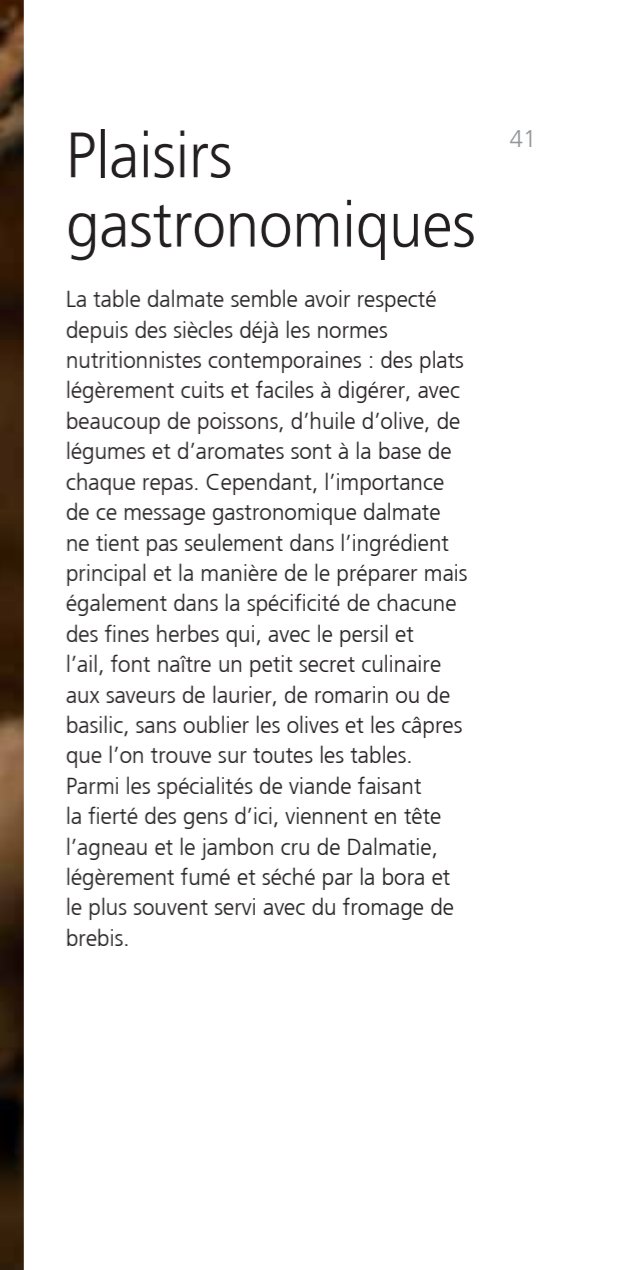 41
Plaisirs
gastronomiques
La table dalmate semble avoir respecté
depuis des siècles déjà les normes
nutritionnistes contemporaines : des plats
légèrement cuits et faciles à digérer, avec
beaucoup de poissons, d’huile d’olive, de
légumes et d’aromates sont à la base de
chaque repas. Cependant, l’importance
de ce message gastronomique dalmate
ne tient pas seulement dans l’ingrédient
principal et la manière de le préparer mais
également dans la spécificité de chacune
des fines herbes qui, avec le persil et
l’ail, font naître un petit secret culinaire
aux saveurs de laurier, de romarin ou de
basilic, sans oublier les olives et les câpres
que l’on trouve sur toutes les tables.
Parmi les spécialités de viande faisant
la fierté des gens d’ici, viennent en tête
l’agneau et le jambon cru de Dalmatie,
légèrement fumé et séché par la bora et
le plus souvent servi avec du fromage de
brebis.